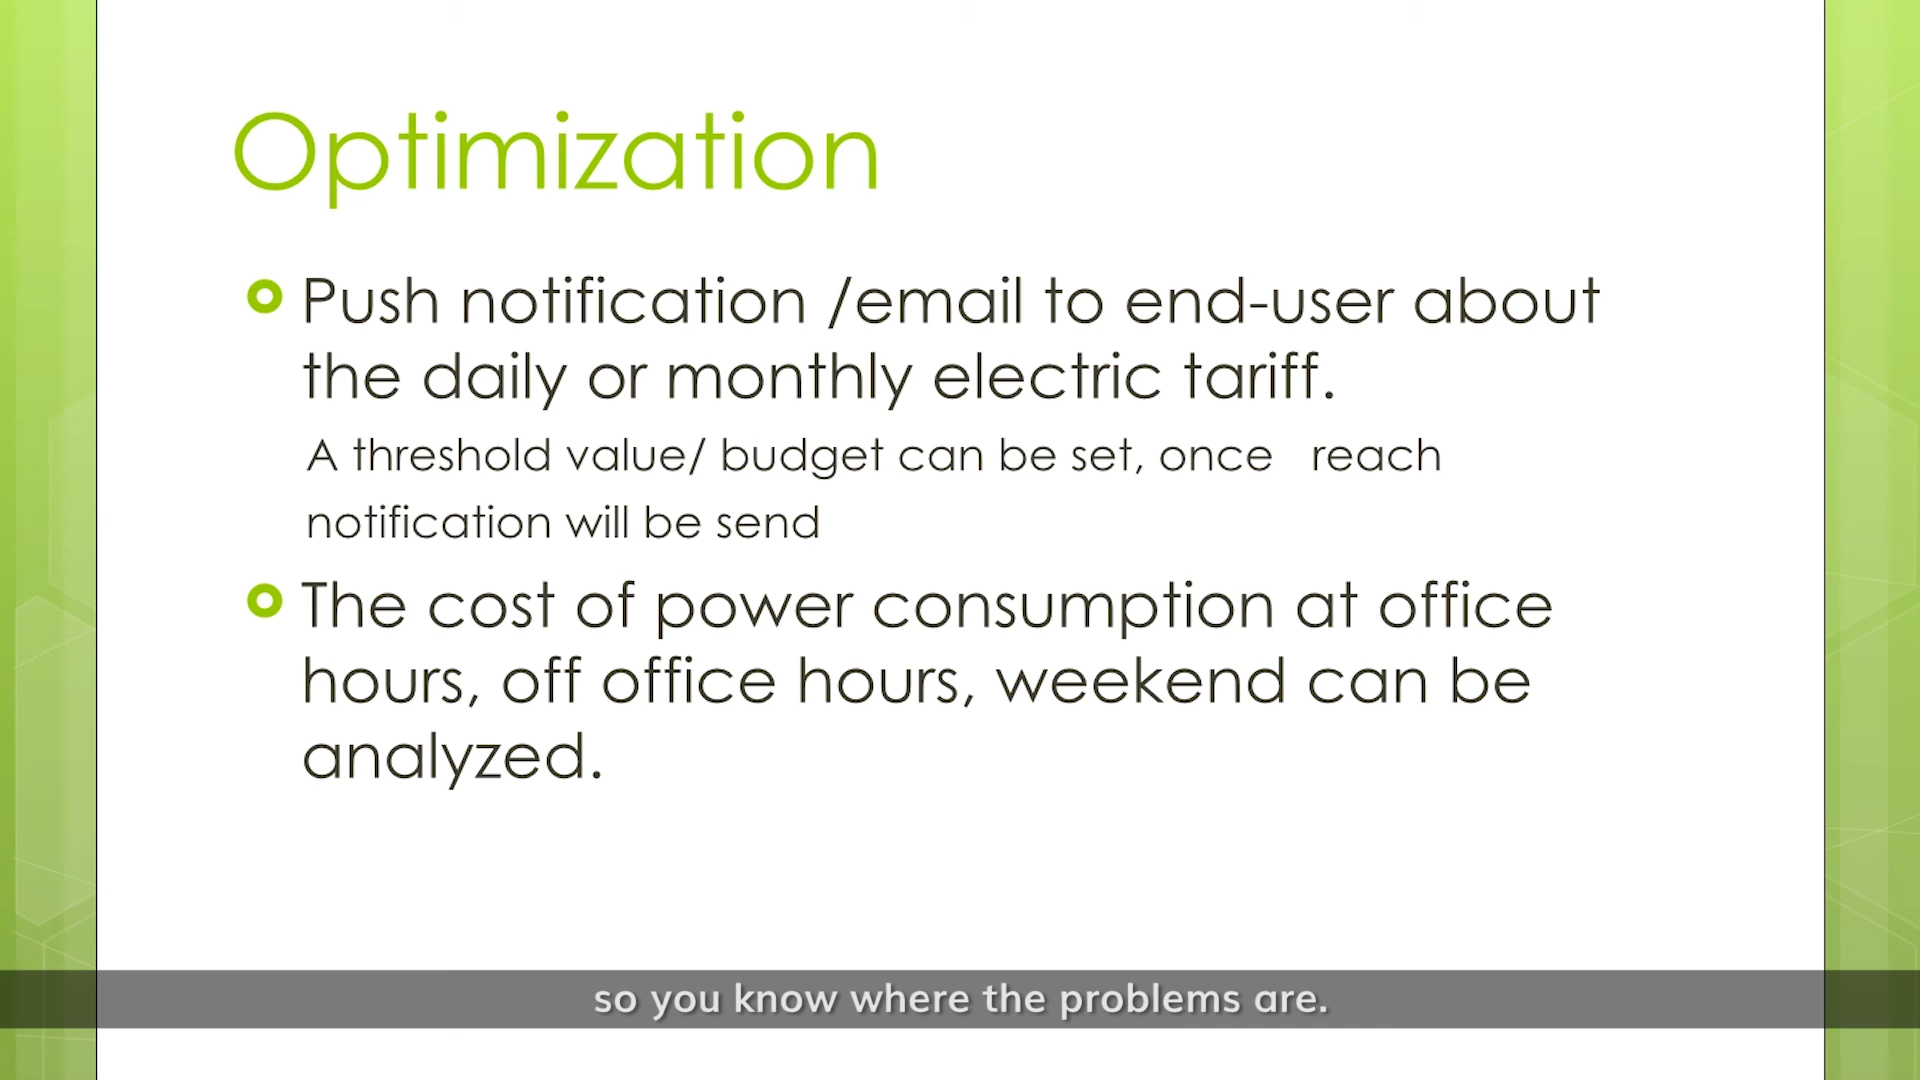 Optimization
Push notification /email to end-user about
the daily or monthly electric tariff.
A threshold value/ budget can be set, once reach
notification will be send
The cost of power consumption at office
hours, off office hours, weekend can be
analyzed.
so you know where the problems are.